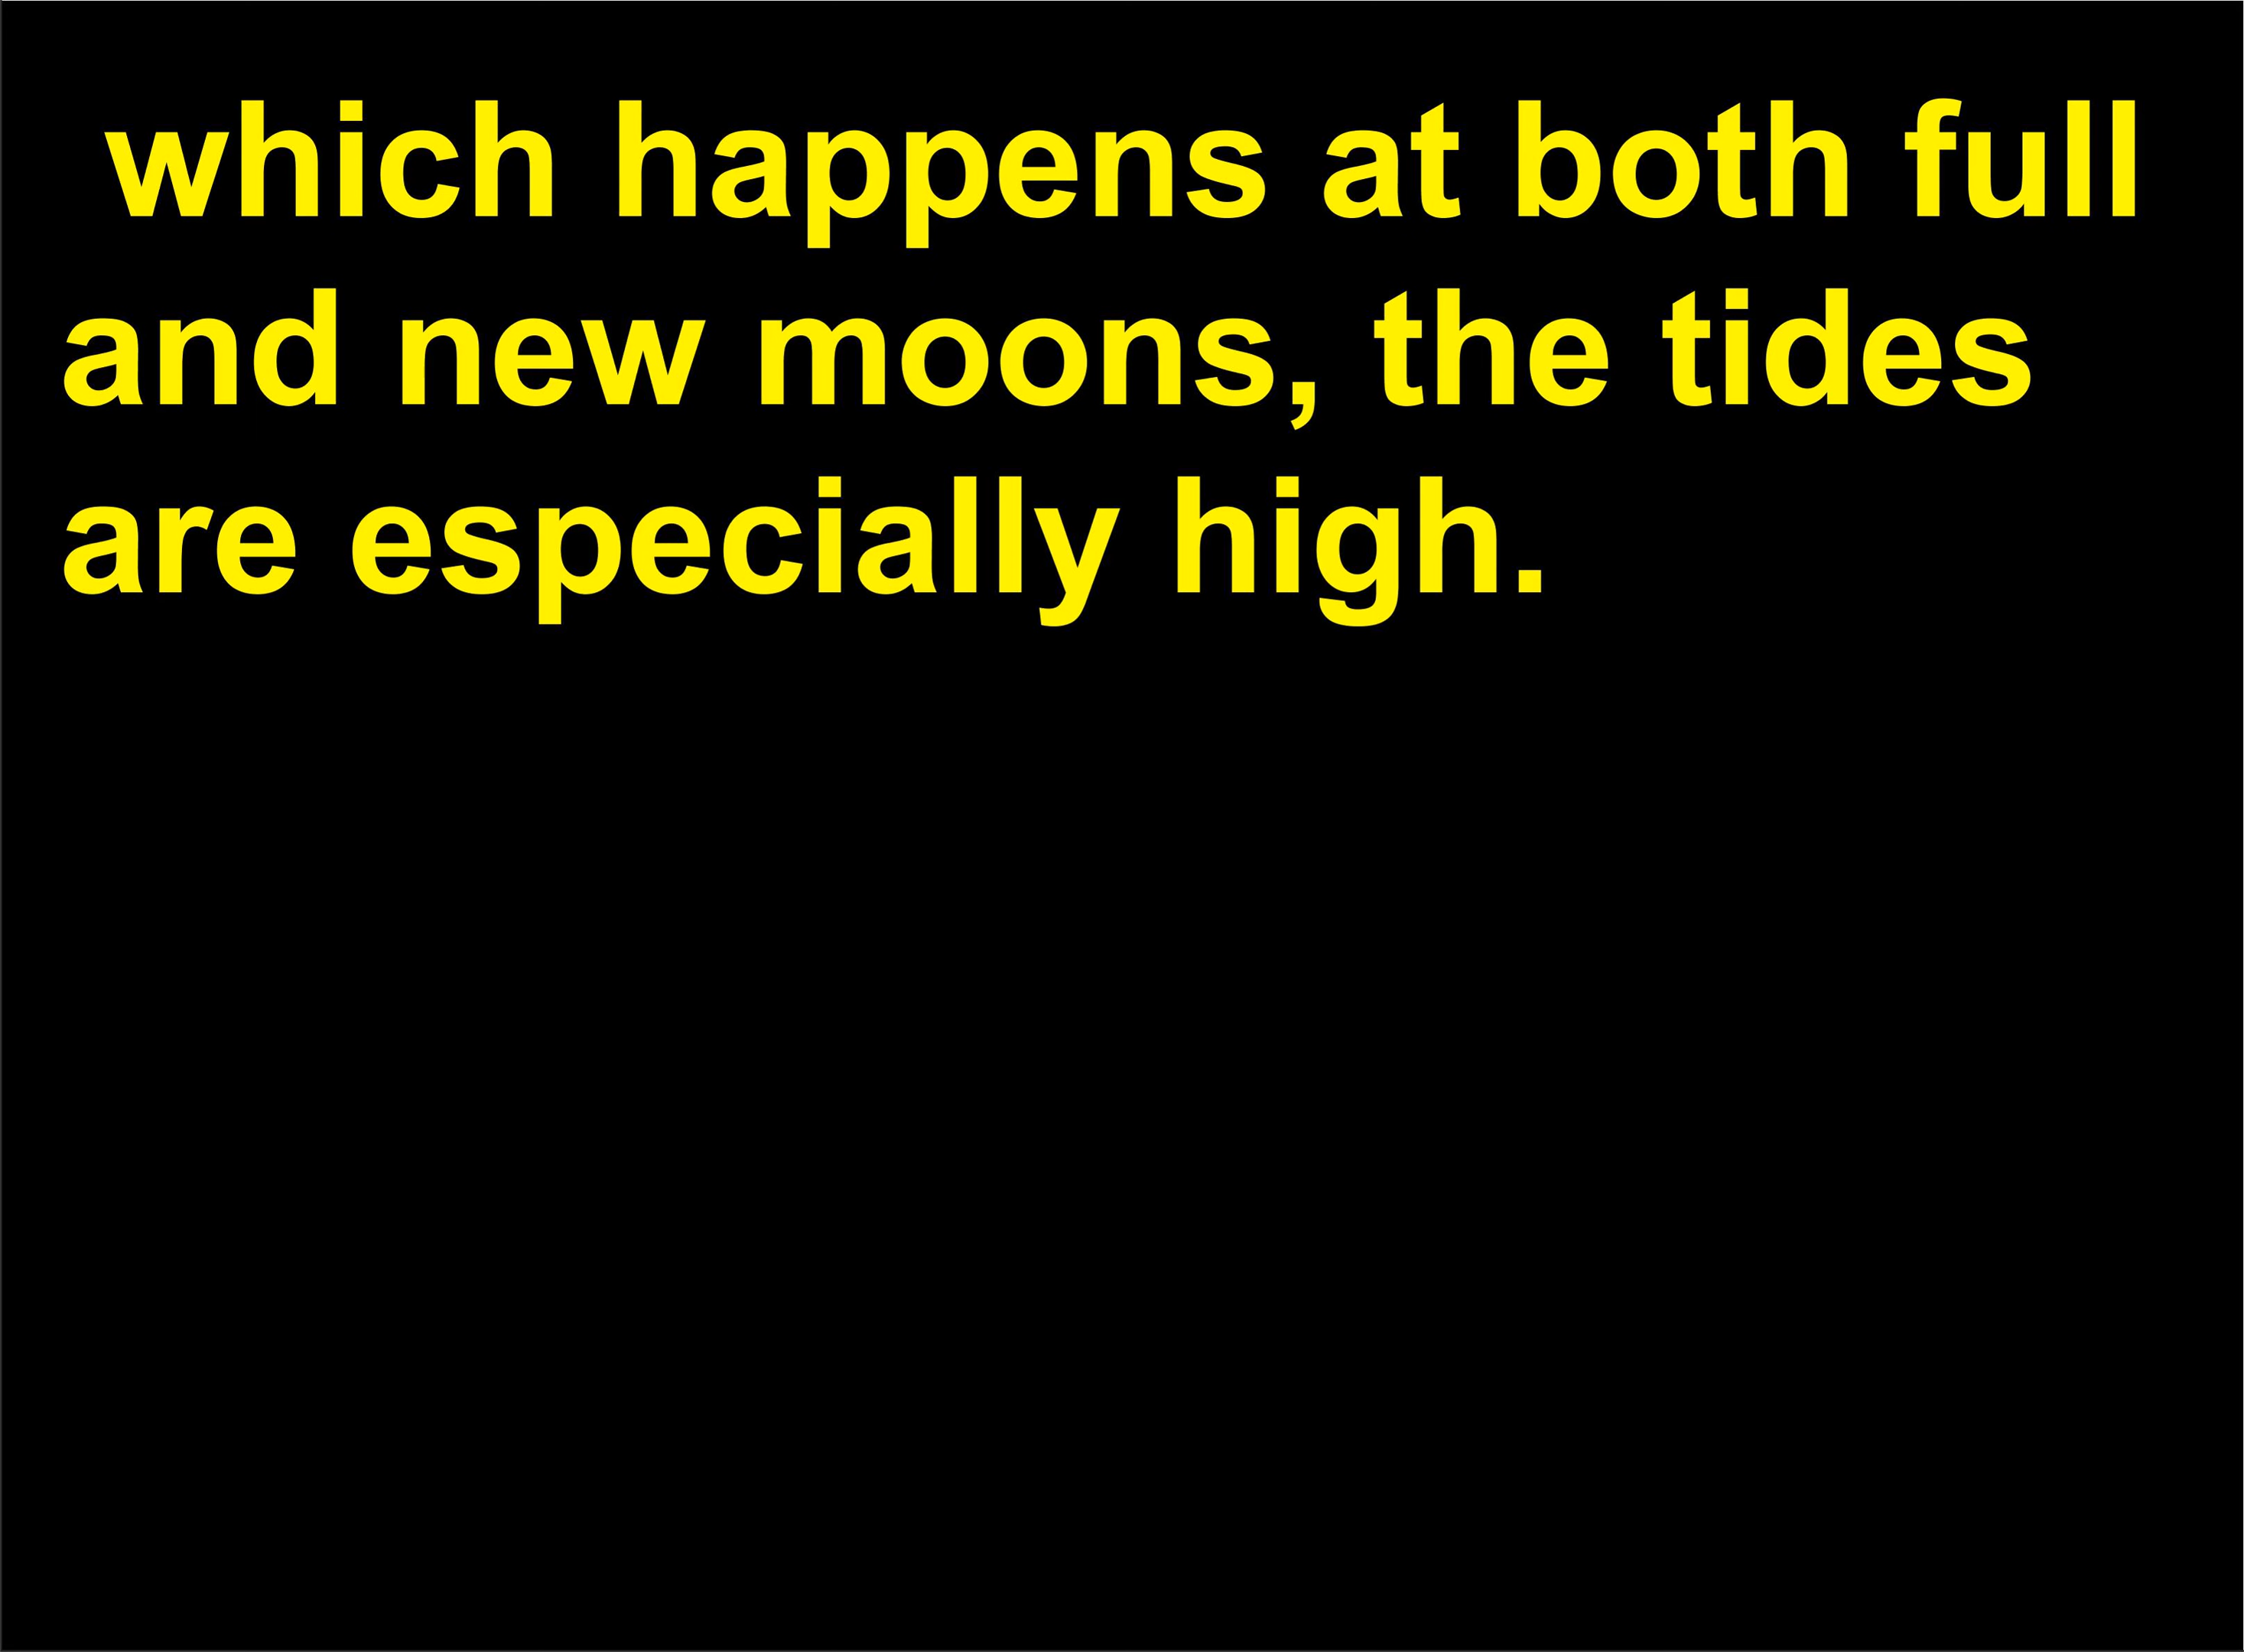 which happens at both full
and new moons, the tides
are especially high.